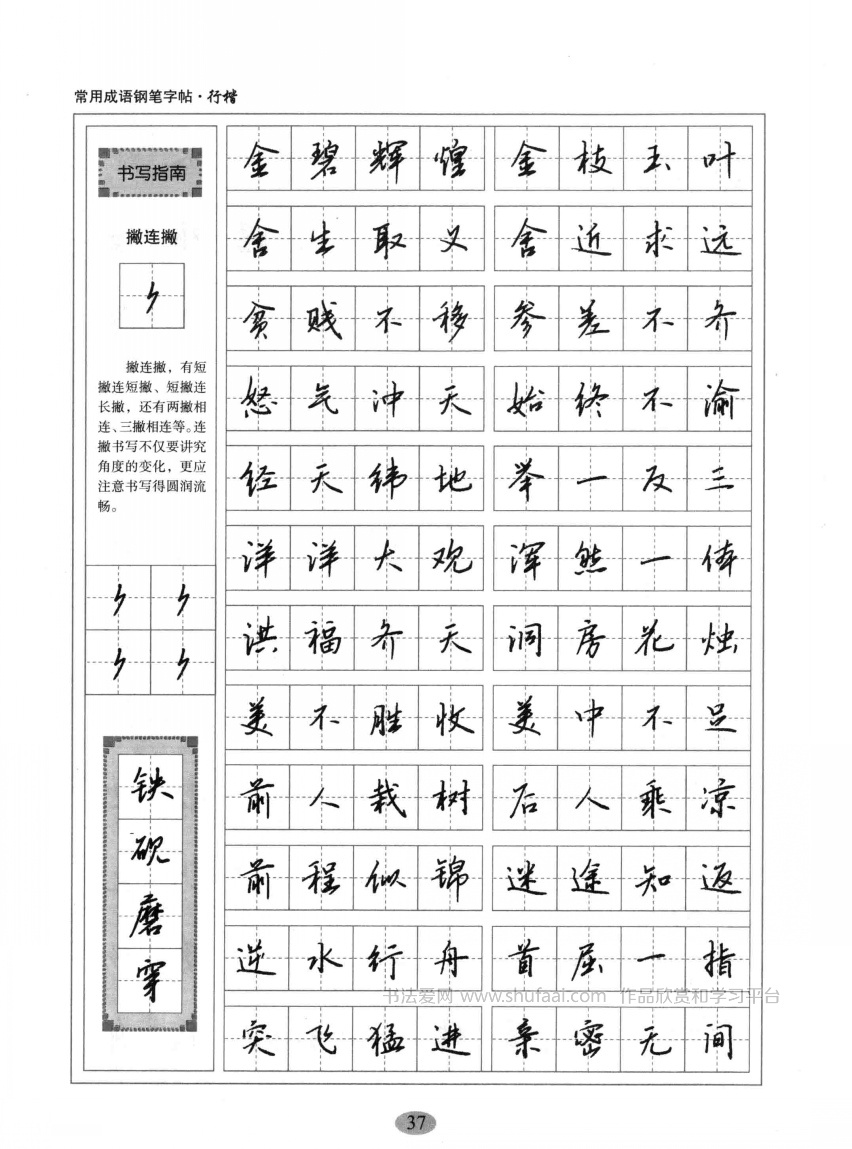 常用成语钢笔字帖·行楷
书写指南
撇连撇
撇连撇，有短
撇连短撇、短撇连
长撇，还有两撇相
连、三撇相连等。连
撇书写不仅要讲究
角度的变化，更应
注意书写得圆润流
畅。
铁
砚
磨
穿
金碧辉煌 金枝玉叶
舍生取义 舍近求远
贫贱不移 参差不齐
怒气冲天 始终不渝
经天纬地 举一反三
洋洋大观 浑然一体
洪福齐天 洞房花烛
美不胜收 美中不足
前人栽树 后人乘凉
前程似锦 迷途知返
逆水行舟 首屈一指
书法爱网 www.shufaai.com 作品欣赏和学习平台
突飞猛进 亲密无间
37